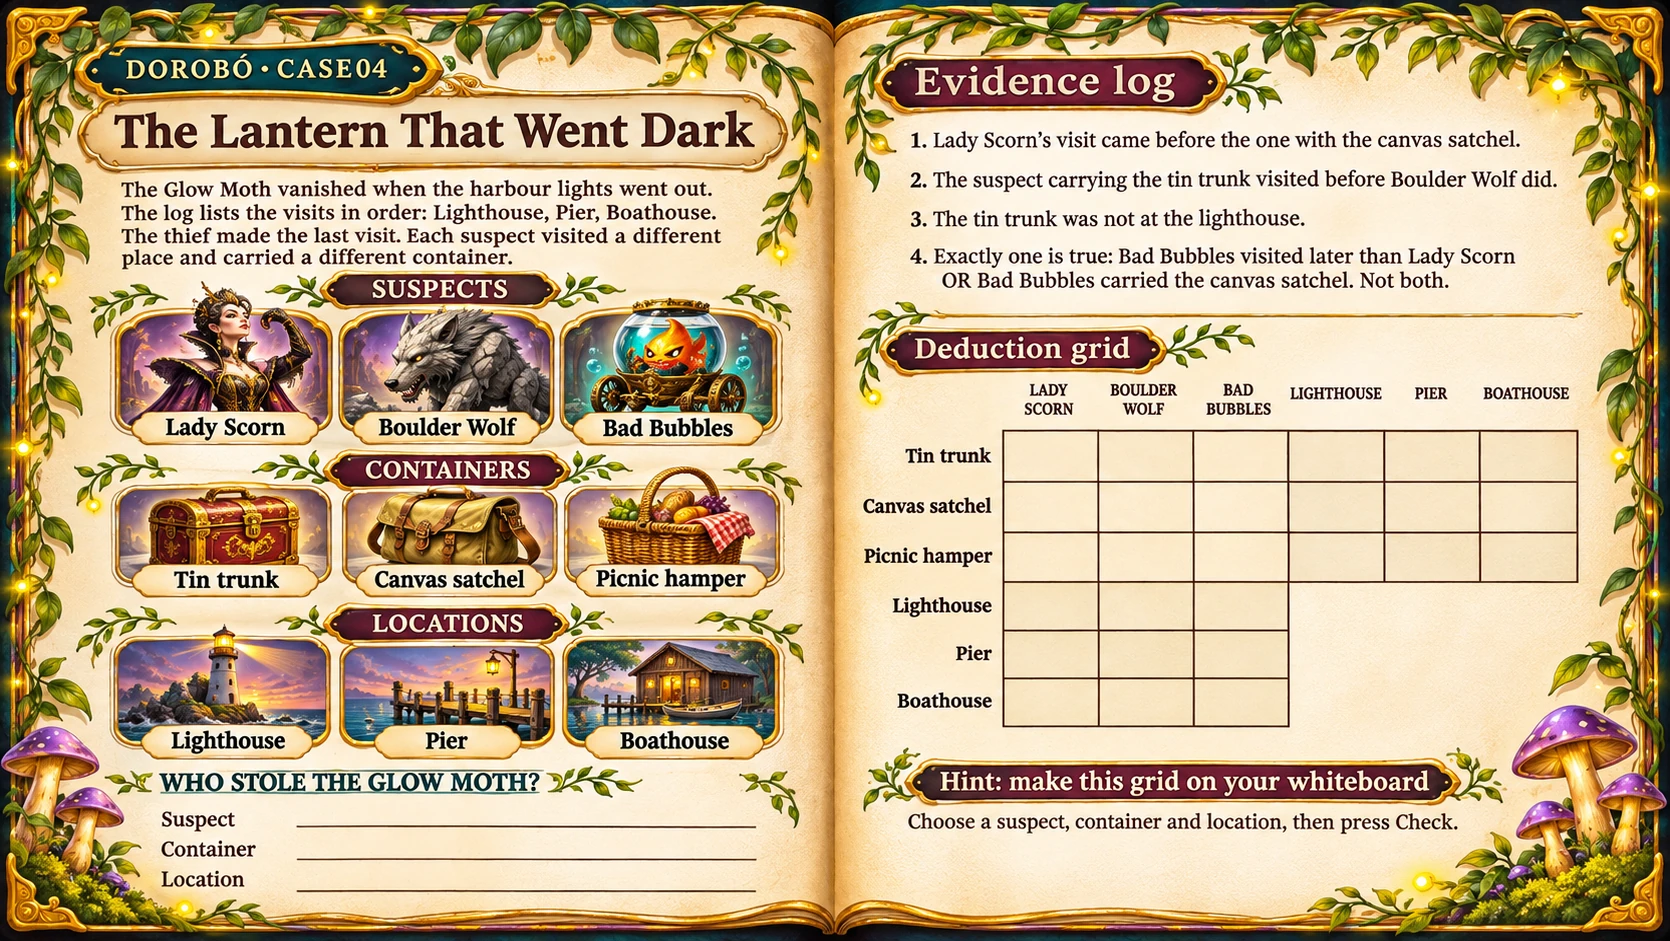 DOROBÓ · CASE 04
The Lantern That Went Dark
The Glow Moth vanished when the harbour lights went out.
The log lists the visits in order: Lighthouse, Pier, Boathouse.
The thief made the last visit. Each suspect visited a different
place and carried a different container.
SUSPECTS
Lady Scorn
Boulder Wolf
Bad Bubbles
CONTAINERS
Tin trunk
Canvas satchel
Picnic hamper
LOCATIONS
Lighthouse
Pier
Boathouse
WHO STOLE THE GLOW MOTH?
Suspect
Container
Location
Evidence log
1. Lady Scorn's visit came before the one with the canvas satchel.
2. The suspect carrying the tin trunk visited before Boulder Wolf did.
3. The tin trunk was not at the lighthouse.
4. Exactly one is true: Bad Bubbles visited later than Lady Scorn
OR Bad Bubbles carried the canvas satchel. Not both.
Deduction grid
LADY SCORN
BOULDER WOLF
BAD BUBBLES
LIGHTHOUSE
PIER
BOATHOUSE
Tin trunk
Canvas satchel
Picnic hamper
Lighthouse
Pier
Boathouse
Hint: make this grid on your whiteboard
Choose a suspect, container and location, then press Check.